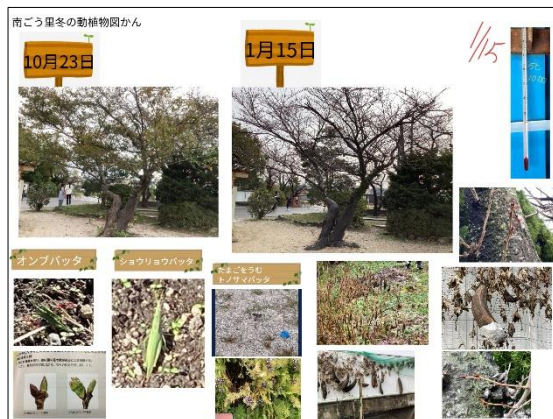 南ごう里冬の動植物図かん
10月23日
1月15日
1/15
オンブバッタ
ショウリョウバッタ
たまごをうむ
トノサマバッタ